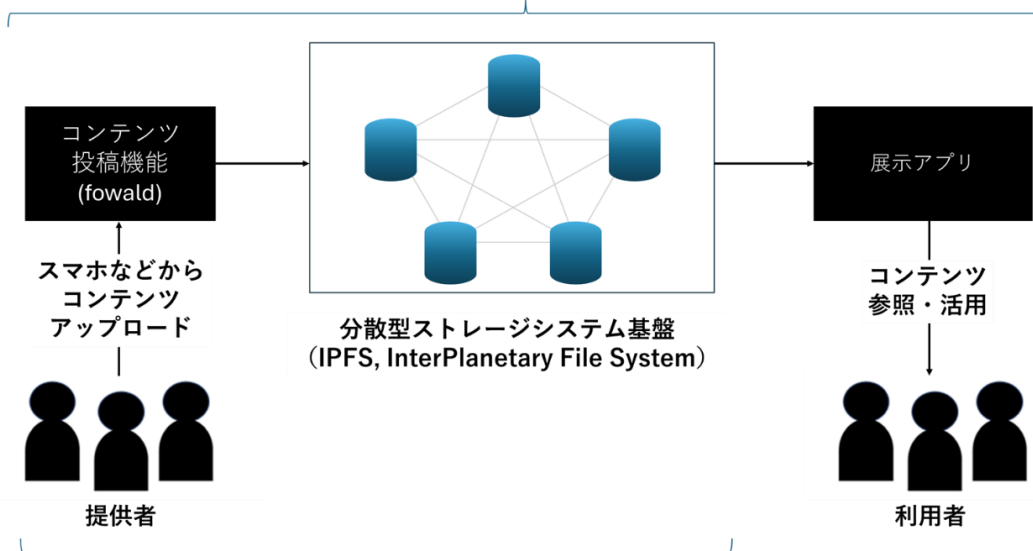 コンテンツ
投稿機能
(fowald)
展示アプリ
スマホなどから
コンテンツ
アップロード
コンテンツ
参照・活用
分散型ストレージシステム基盤
（IPFS, InterPlanetary File System）
提供者
利用者